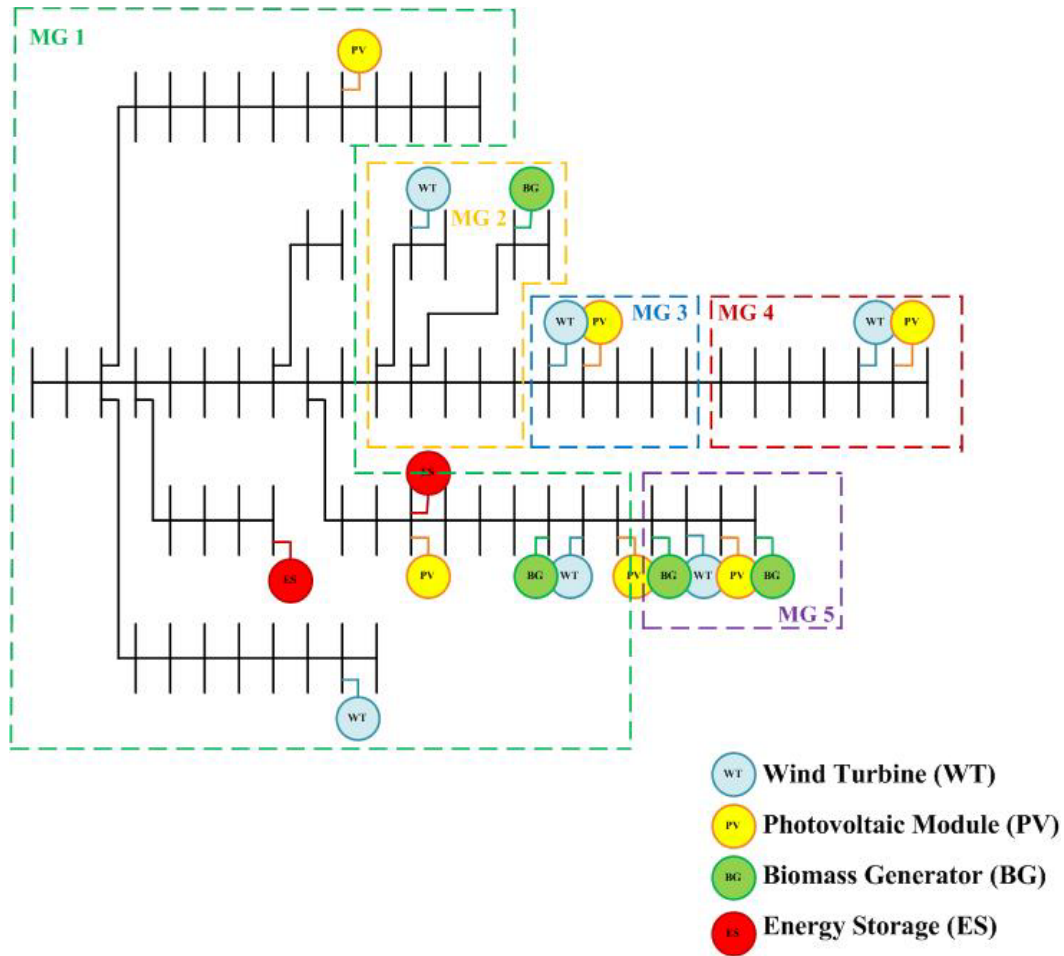 MG 1
PV
WT
MG 2
BG
WT
PV
MG 3
MG 4
WT
PV
ES
ES
PV
BG
WT
PV
BG
WT
PV
BG
MG 5
WT
WT Wind Turbine (WT)
PV Photovoltaic Module (PV)
BG Biomass Generator (BG)
ES Energy Storage (ES)